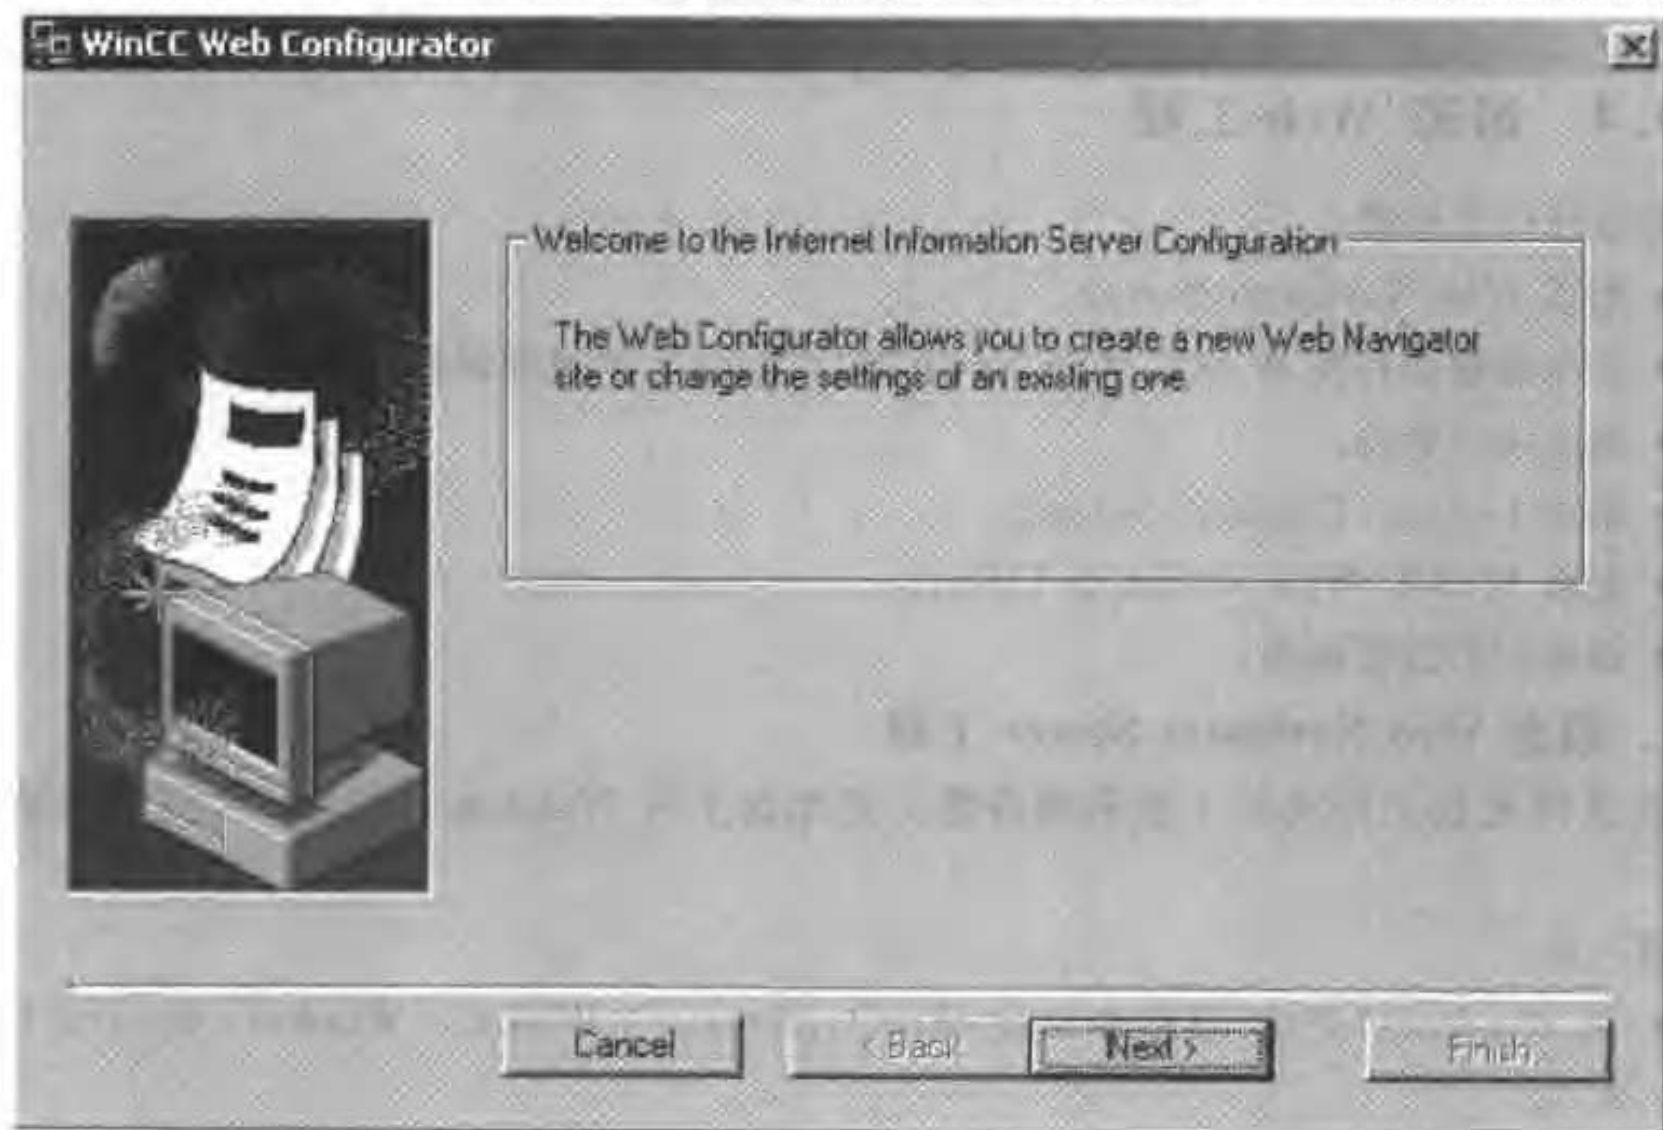 WinCC Web Configurator
Welcome to the Internet Information Server Configuration
The Web Configurator allows you to create a new Web Navigator
site or change the settings of an existing one.
Cancel
< Back
Next >
Finish